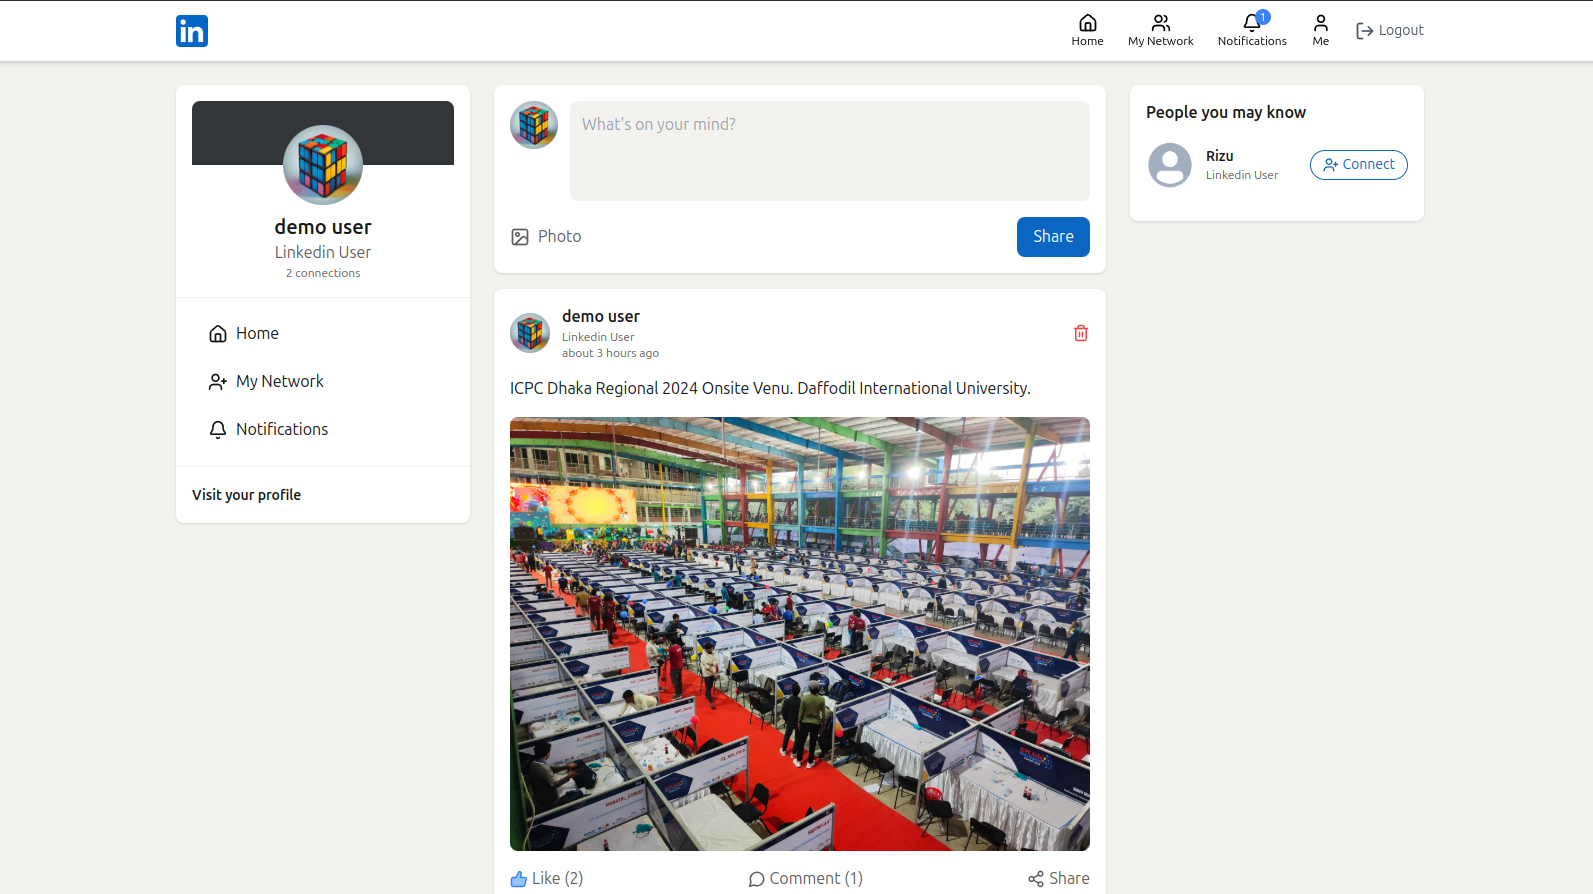 in
Home
My Network
1
Notifications
Me
Logout
demo user
Linkedin User
2 connections
Home
My Network
Notifications
Visit your profile
What's on your mind?
Photo
Share
demo user
Linkedin User
about 3 hours ago
ICPC Dhaka Regional 2024 Onsite Venu. Daffodil International University.
Like (2)
Comment (1)
Share
People you may know
Rizu
Linkedin User
Connect